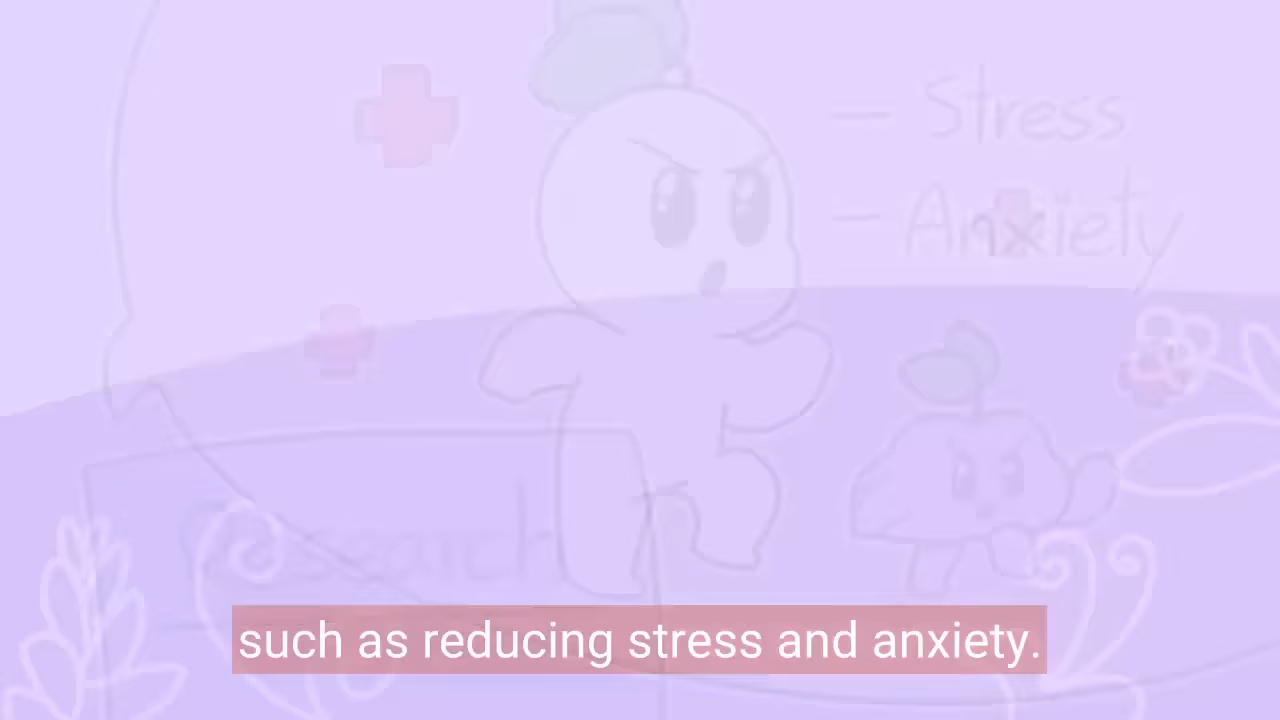 - Stress
- Anxiety
Research
such as reducing stress and anxiety.